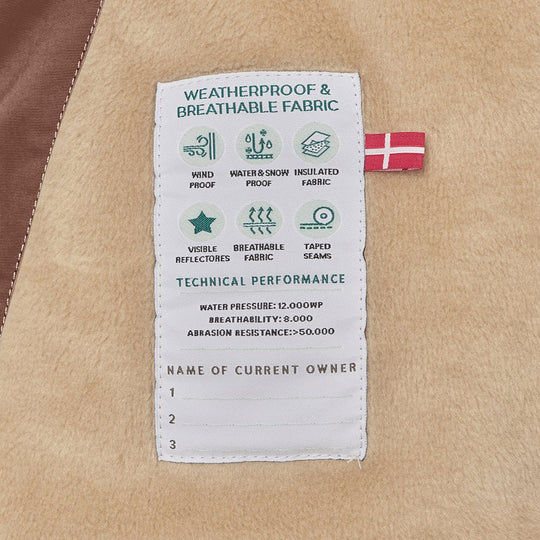 WEATHERPROOF &
BREATHABLE FABRIC
WIND
PROOF
WATER & SNOW
PROOF
INSULATED
FABRIC
VISIBLE
REFLECTORES
BREATHABLE
FABRIC
TAPED
SEAMS
TECHNICAL PERFORMANCE
WATER PRESSURE: 12.000WP
BREATHABILITY: 8.000
ABRASION RESISTANCE:>50.000
NAME OF CURRENT OWNER
1
2
3